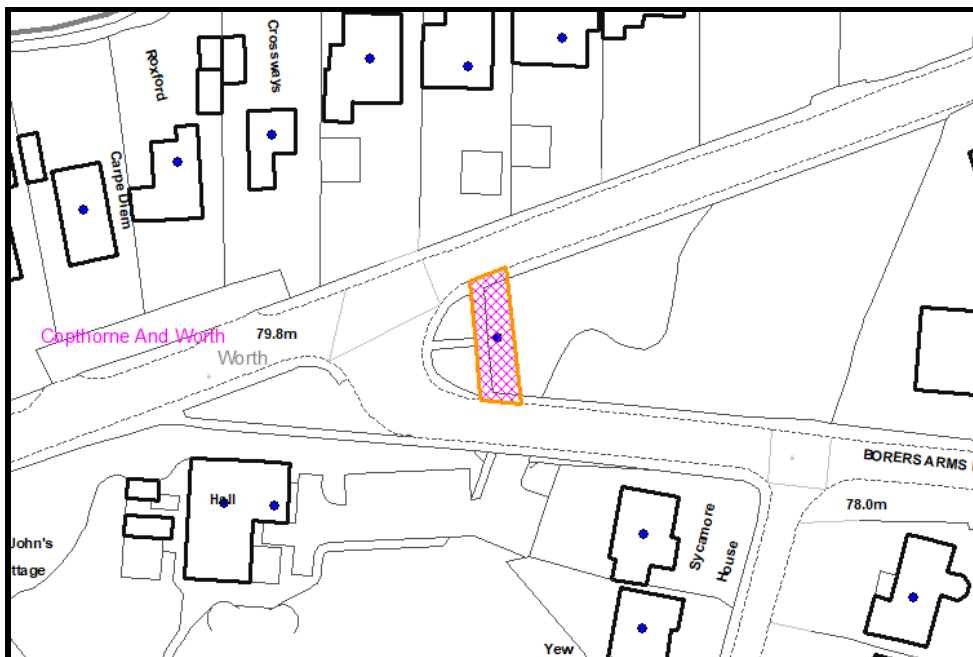 Roxford
Crossways
Carpe Diem
Copthorne And Worth
79.8m
Worth
BORERS ARMS
78.0m
Hall
John's
ttage
Sycamore
House
Yew